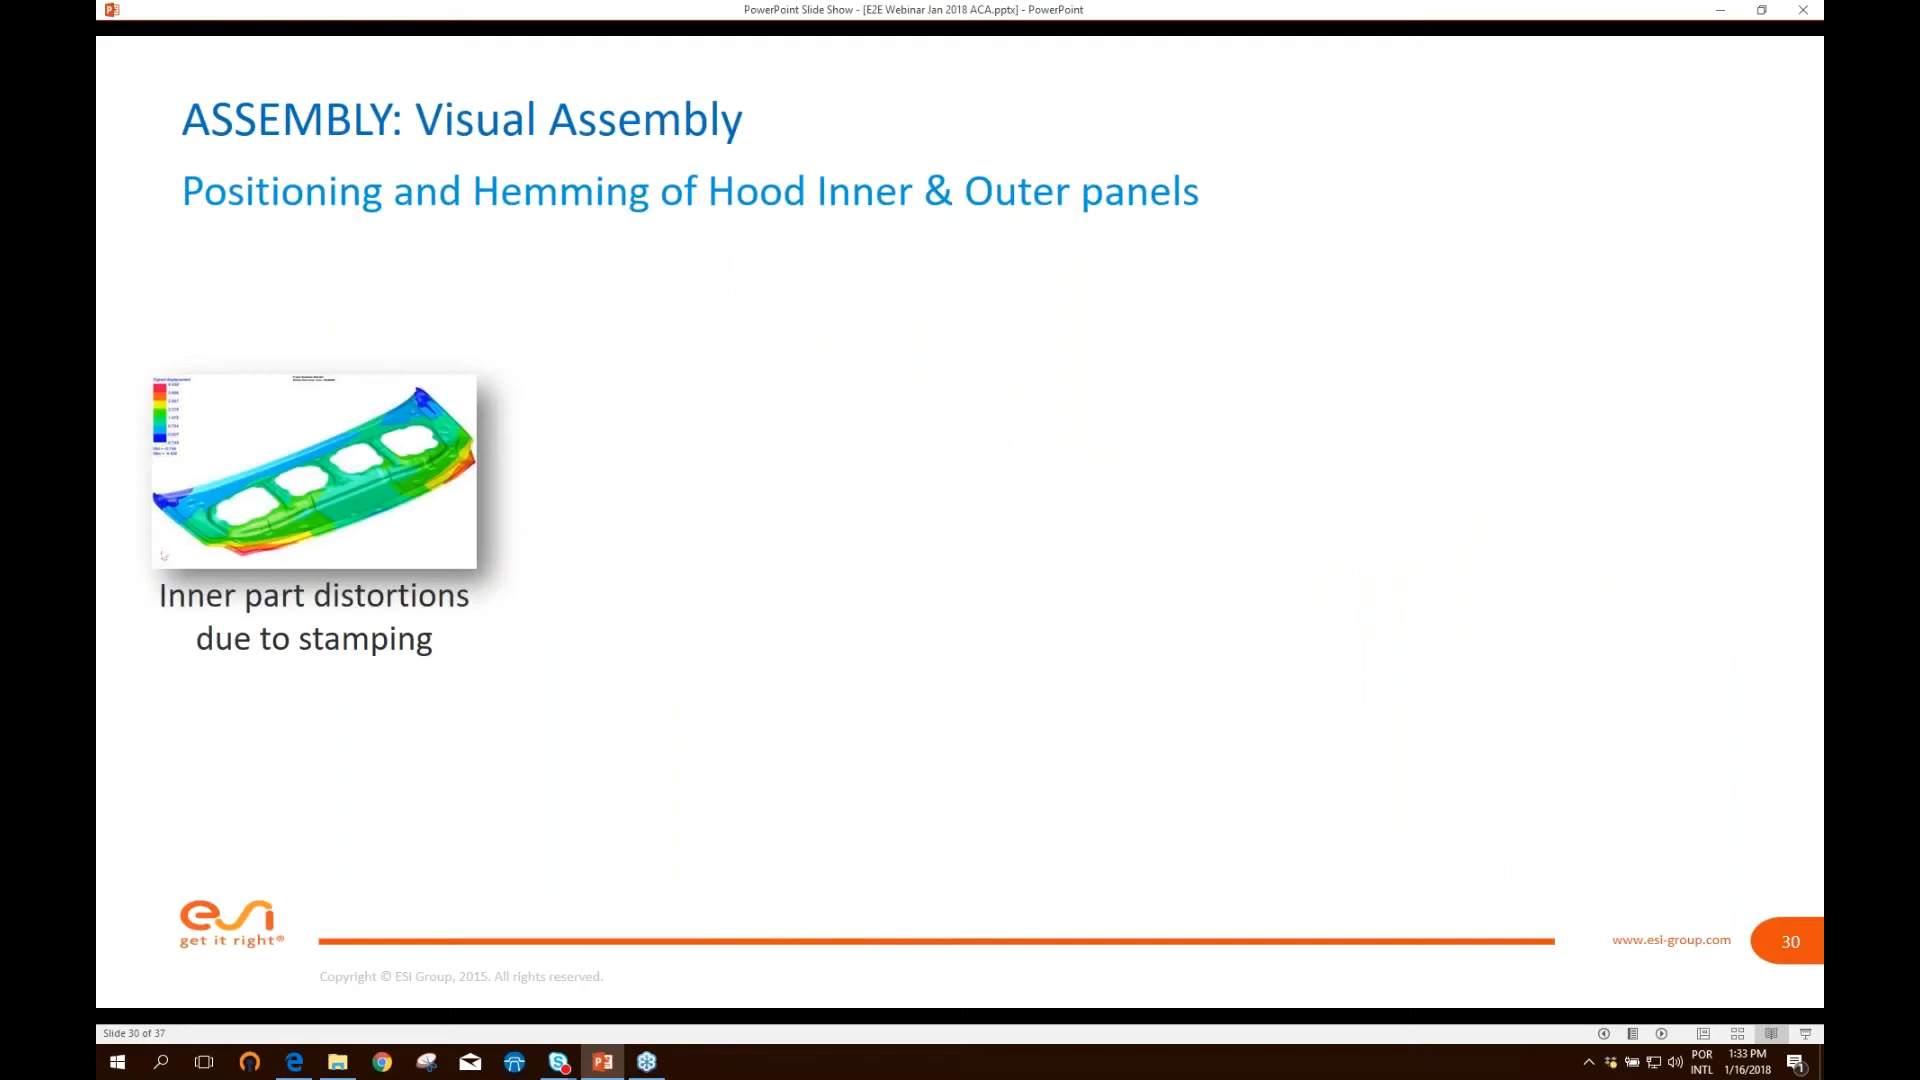 PowerPoint Slide Show - [E2E Webinar Jan 2018 ACA.pptx] - PowerPoint
ASSEMBLY: Visual Assembly
Positioning and Hemming of Hood Inner & Outer panels
Inner part distortions
due to stamping
esi
get it right®
www.esi-group.com
30
Copyright © ESI Group, 2015. All rights reserved.
Slide 30 of 37
POR
INTL
1:33 PM
1/16/2018
1